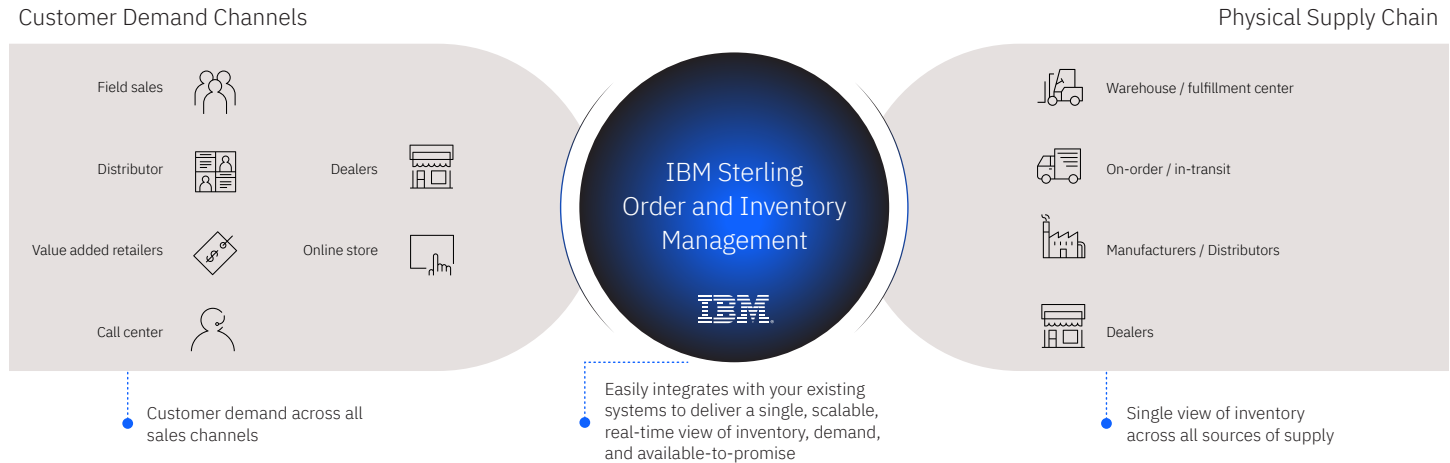 Customer Demand Channels
Physical Supply Chain
Field sales
Distributor
Dealers
Value added retailers
Online store
Call center
IBM Sterling
Order and Inventory
Management
IBM®
Warehouse / fulfillment center
On-order / in-transit
Manufacturers / Distributors
Dealers
Customer demand across all
sales channels
Easily integrates with your existing
systems to deliver a single, scalable,
real-time view of inventory, demand,
and available-to-promise
Single view of inventory
across all sources of supply